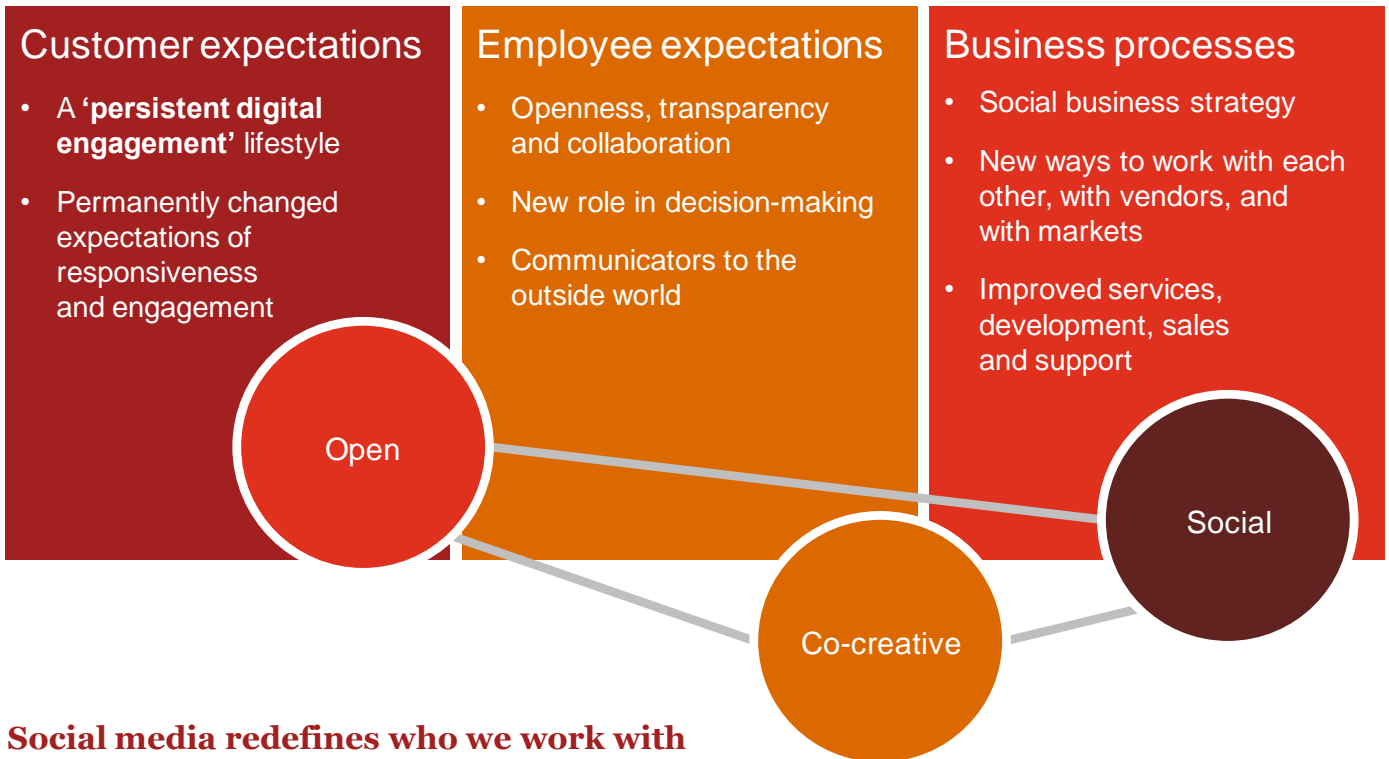 Customer expectations
• A ‘persistent digital
engagement’ lifestyle
• Permanently changed
expectations of
responsiveness
and engagement
Employee expectations
• Openness, transparency
and collaboration
• New role in decision-making
• Communicators to the
outside world
Business processes
• Social business strategy
• New ways to work with each
other, with vendors, and
with markets
• Improved services,
development, sales
and support
Open
Social
Co-creative
Social media redefines who we work with